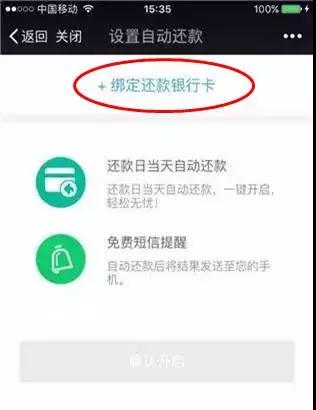 中国移动 15:35 100%
返回 关闭 设置自动还款
+ 绑定还款银行卡
还款日当天自动还款
还款日当天自动还款，一键开启，
轻松无忧！
免费短信提醒
自动还款后将结果发送至您的手
机。
确认开启